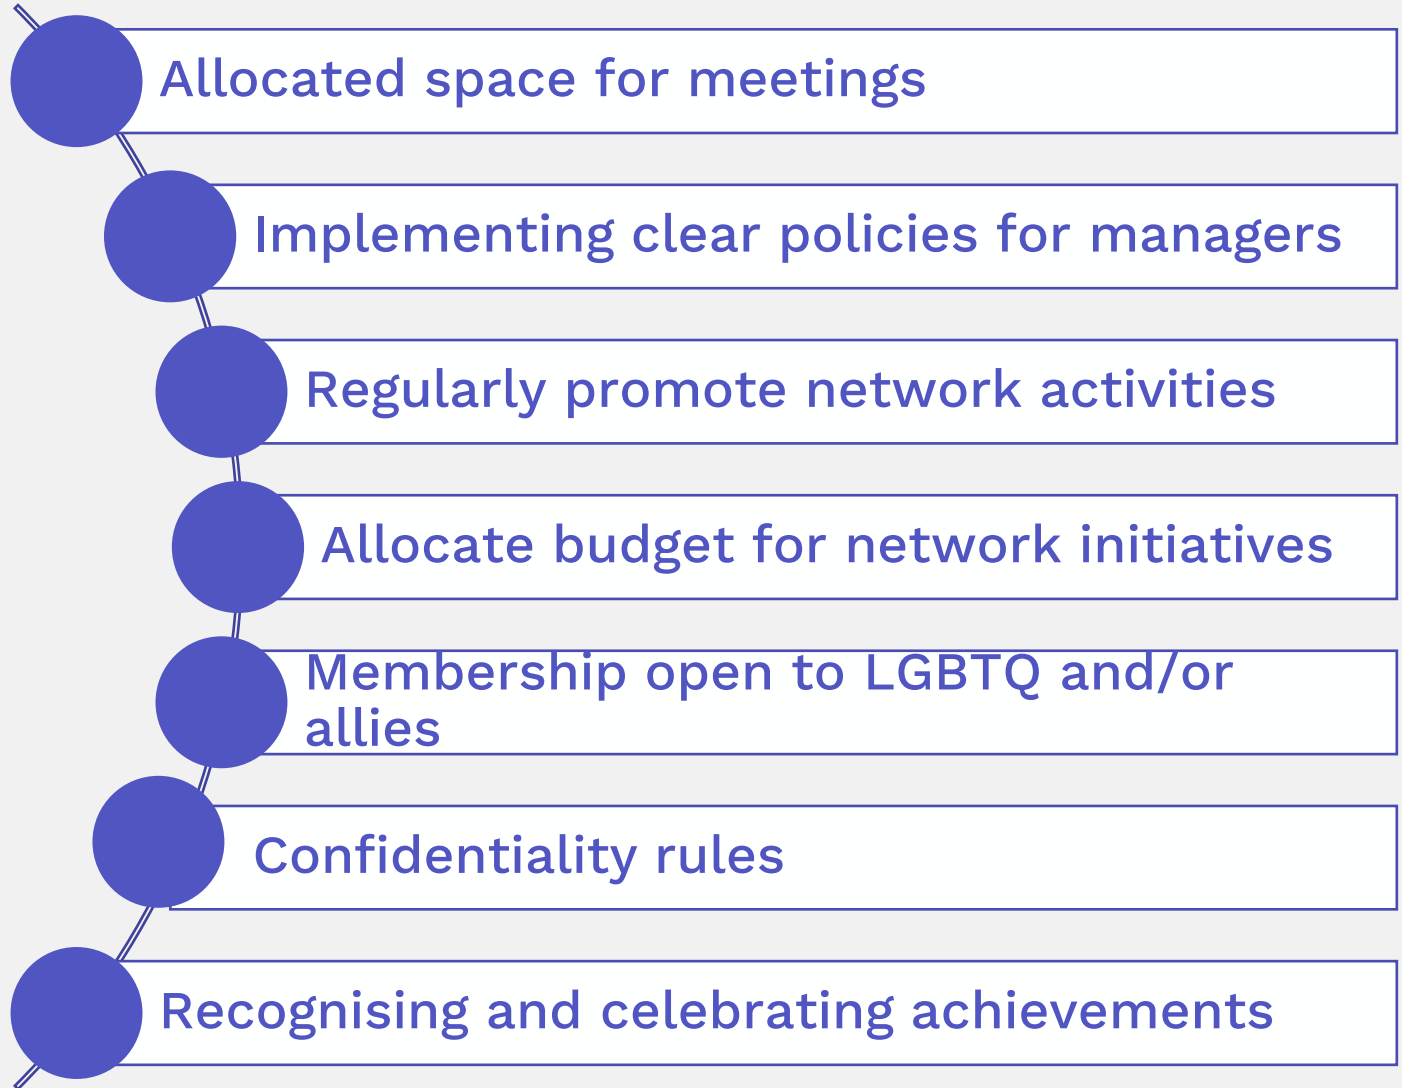 Allocated space for meetings
Implementing clear policies for managers
Regularly promote network activities
Allocate budget for network initiatives
Membership open to LGBTQ and/or
allies
Confidentiality rules
Recognising and celebrating achievements